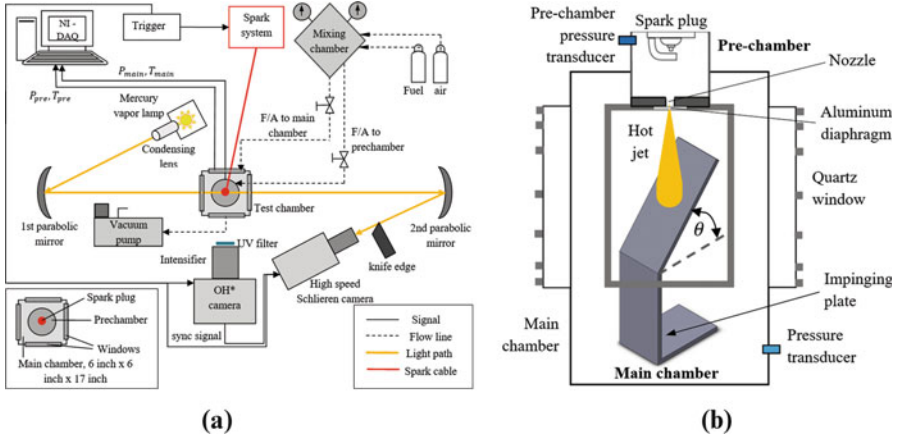 NI -
DAQ
Trigger
Spark
system
Mixing
chamber
Fuel
air
P_main, T_main
P_pre, T_pre
Mercury
vapor lamp
Condensing
lens
F/A to main
chamber
F/A to
prechamber
1st parabolic
mirror
Vacuum
pump
Test chamber
2nd parabolic
mirror
UV filter
Intensifier
knife edge
OH*
camera
High speed
Schlieren camera
sync signal
Spark plug
Prechamber
Windows
Main chamber, 6 inch x 6
inch x 17 inch
Signal
Flow line
Light path
Spark cable
(a)
Spark plug
Pre-chamber
pressure
transducer
Pre-chamber
Nozzle
Aluminum
diaphragm
Hot
jet
Quartz
window
θ
Impinging
plate
Main
chamber
Pressure
transducer
Main chamber
(b)